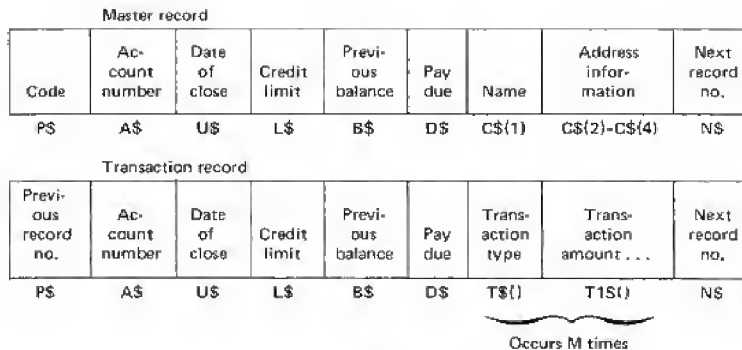 Master record
Code
Ac-
count
number
Date
of
close
Credit
limit
Previ-
ous
balance
Pay
due
Name
Address
infor-
mation
Next
record
no.
P$ A$ U$ L$ B$ D$ C$(1) C$(2)-C$(4) N$
Transaction record
Previ-
ous
record
no.
Ac-
count
number
Date
of
close
Credit
limit
Previ-
ous
balance
Pay
due
Trans-
action
type
Trans-
action
amount . . .
Next
record
no.
P$ A$ U$ L$ B$ D$ T$() T1$() N$
Occurs M times